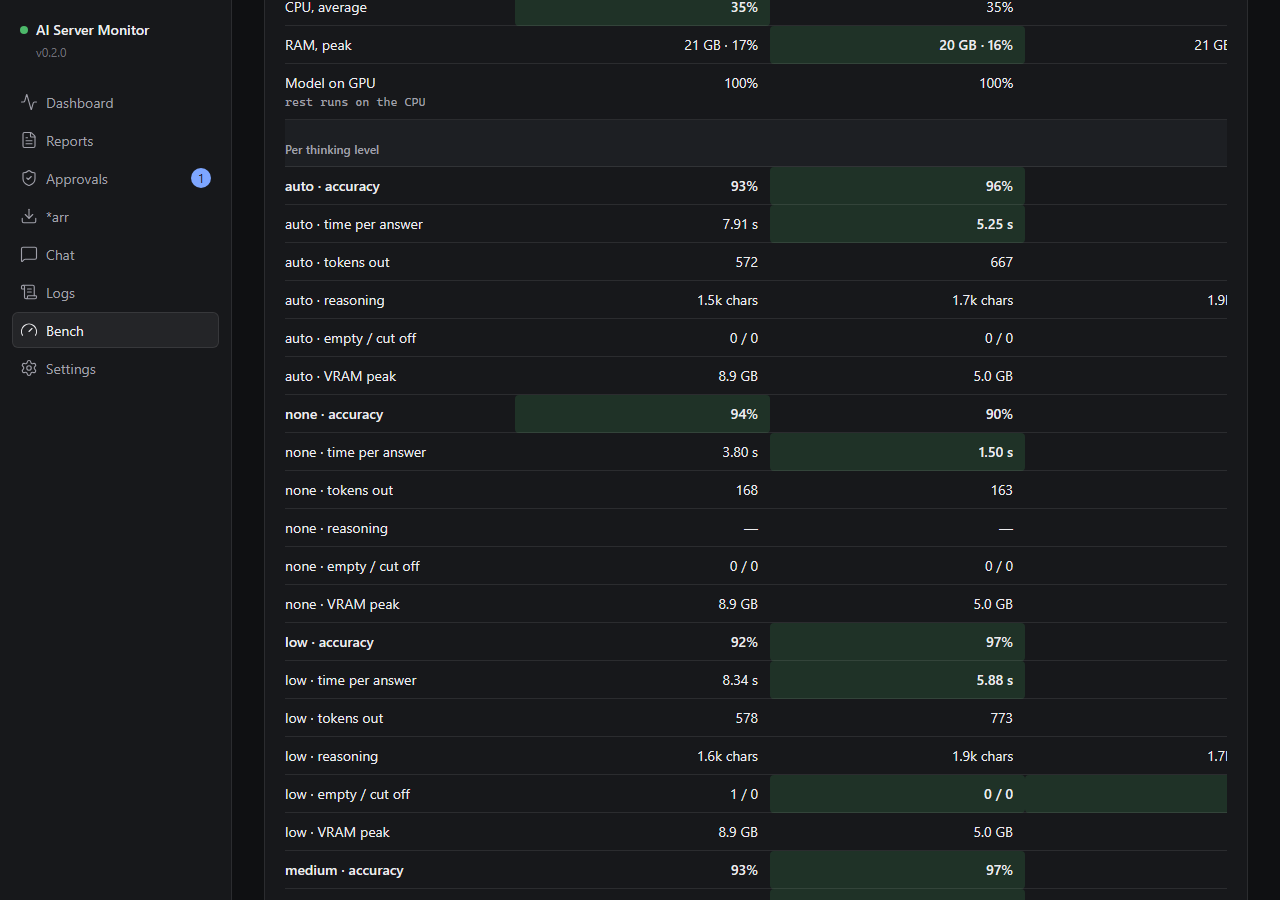 AI Server Monitor
v0.2.0
Dashboard
Reports
Approvals 1
*arr
Chat
Logs
Bench
Settings
CPU, average 35% 35%
RAM, peak 21 GB · 17% 20 GB · 16% 21 GB
Model on GPU 100% 100%
rest runs on the CPU
Per thinking level
auto · accuracy 93% 96%
auto · time per answer 7.91 s 5.25 s
auto · tokens out 572 667
auto · reasoning 1.5k chars 1.7k chars 1.9
auto · empty / cut off 0 / 0 0 / 0
auto · VRAM peak 8.9 GB 5.0 GB
none · accuracy 94% 90%
none · time per answer 3.80 s 1.50 s
none · tokens out 168 163
none · reasoning — —
none · empty / cut off 0 / 0 0 / 0
none · VRAM peak 8.9 GB 5.0 GB
low · accuracy 92% 97%
low · time per answer 8.34 s 5.88 s
low · tokens out 578 773
low · reasoning 1.6k chars 1.9k chars 1.7
low · empty / cut off 1 / 0 0 / 0
low · VRAM peak 8.9 GB 5.0 GB
medium · accuracy 93% 97%